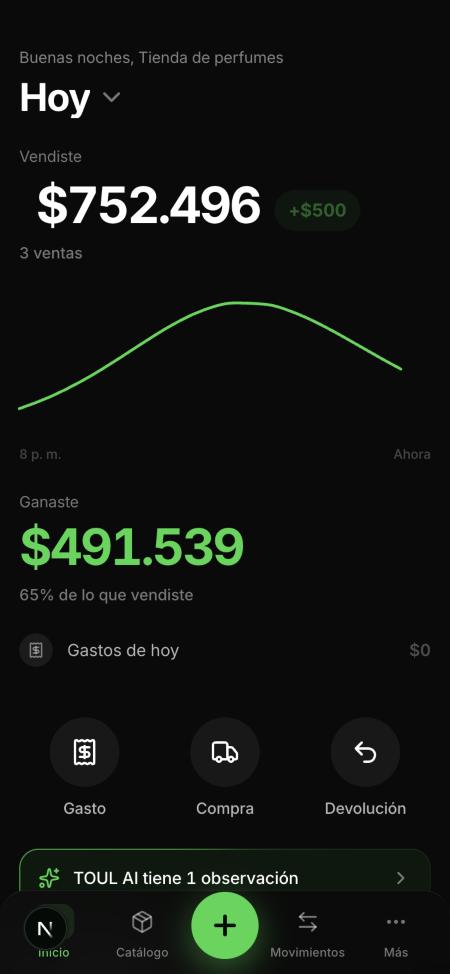 Buenas noches, Tienda de perfumes
Hoy
Vendiste
$752.496 +$500
3 ventas
8 p. m. Ahora
Ganaste
$491.539
65% de lo que vendiste
Gastos de hoy $0
Gasto Compra Devolución
TOUL AI tiene 1 observación
N
Inicio Catálogo Movimientos Más